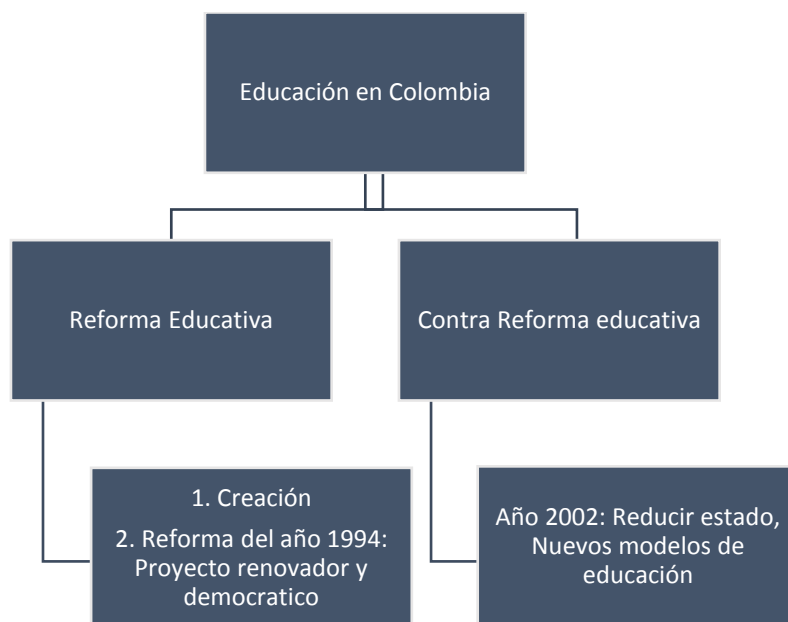 Educación en Colombia
Reforma Educativa
Contra Reforma educativa
1. Creación
2. Reforma del año 1994:
Proyecto renovador y
democratico
Año 2002: Reducir estado,
Nuevos modelos de
educación